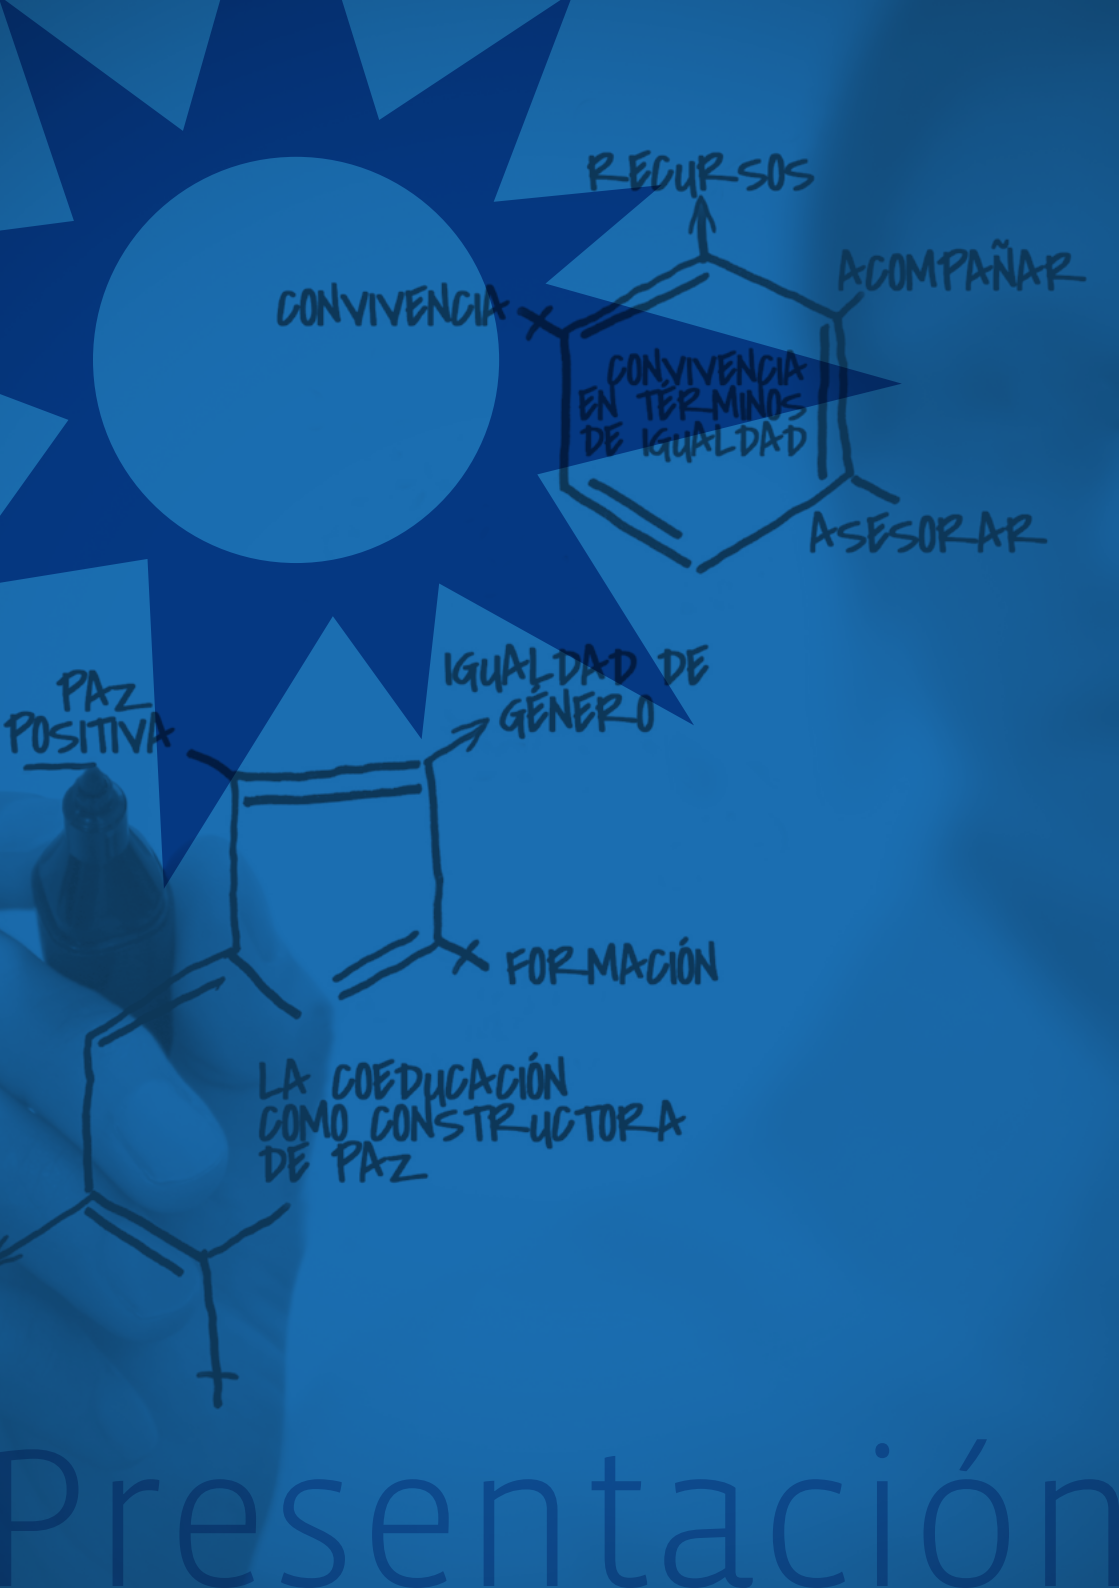 RECURSOS
ACOMPAÑAR
CONVIVENCIA
CONVIVENCIA
EN TÉRMINOS
DE IGUALDAD
ASESORAR
IGUALDAD DE
GÉNERO
PAZ
POSITIVA
FORMACIÓN
LA COEDUCACIÓN
COMO CONSTRUCTORA
DE PAZ
Presentación